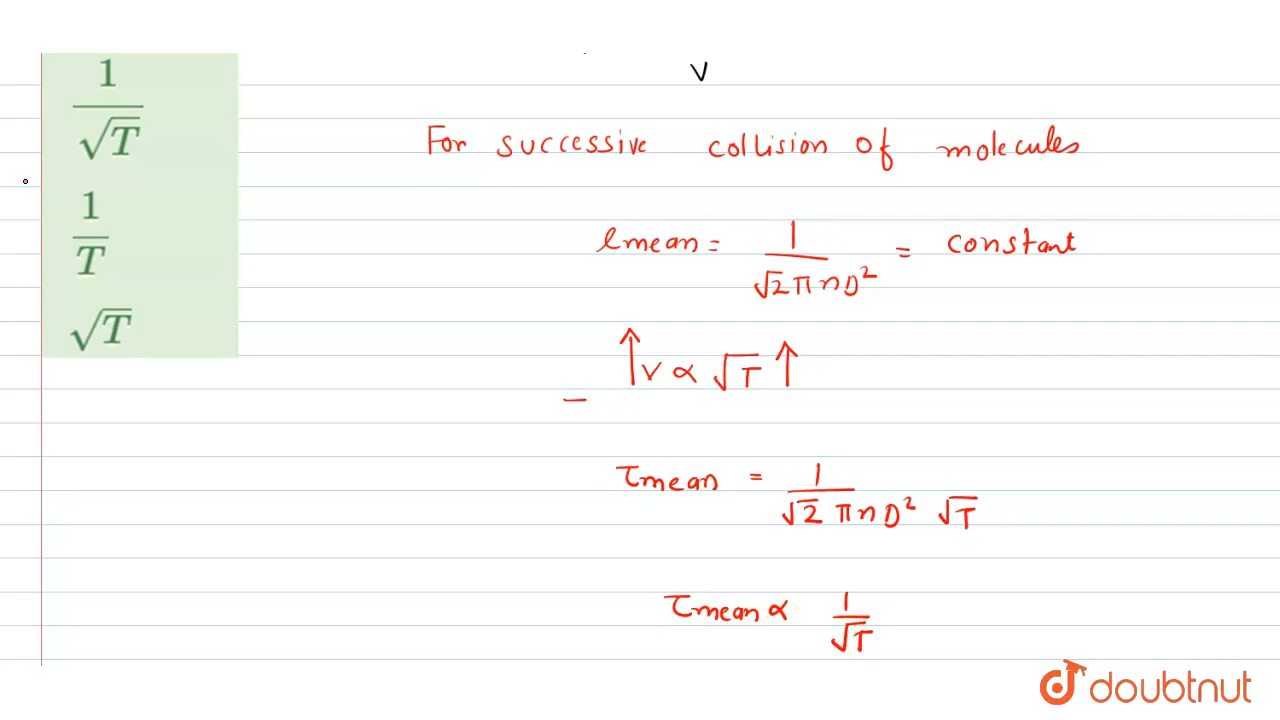 1/√T
1/T
√T
V
For successive collision of molecules
lmean = 1/(√2πnD²) = constant
↑V ∝ √T↑
τmean = 1/(√2 πnD² √T)
τmean ∝ 1/√T
doubtnut